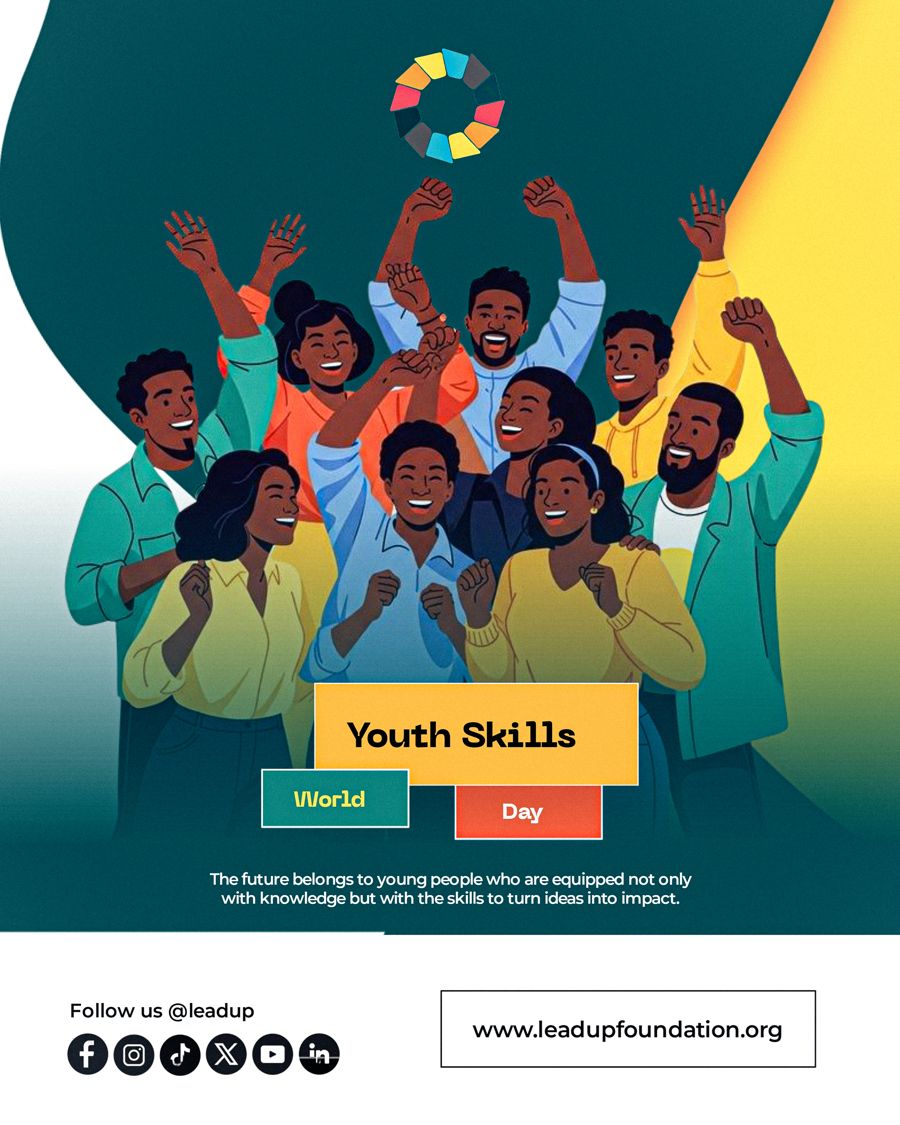 Youth Skills
World
Day
The future belongs to young people who are equipped not only
with knowledge but with the skills to turn ideas into impact.
Follow us @leadup
www.leadupfoundation.org